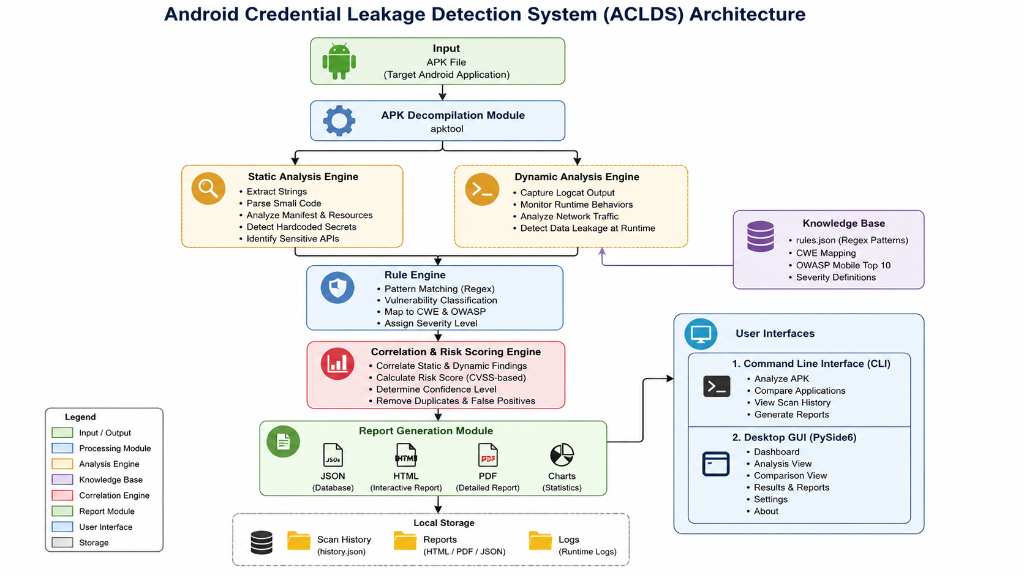 Android Credential Leakage Detection System (ACLDS) Architecture
Input
APK File
(Target Android Application)
APK Decompilation Module
apktool
Static Analysis Engine
• Extract Strings
• Parse Smali Code
• Analyze Manifest & Resources
• Detect Hardcoded Secrets
• Identify Sensitive APIs
Dynamic Analysis Engine
• Capture Logcat Output
• Monitor Runtime Behaviors
• Analyze Network Traffic
• Detect Data Leakage at Runtime
Knowledge Base
• rules.json (Regex Patterns)
• CWE Mapping
• OWASP Mobile Top 10
• Severity Definitions
Rule Engine
• Pattern Matching (Regex)
• Vulnerability Classification
• Map to CWE & OWASP
• Assign Severity Level
Correlation & Risk Scoring Engine
• Correlate Static & Dynamic Findings
• Calculate Risk Score (CVSS-based)
• Determine Confidence Level
• Remove Duplicates & False Positives
Report Generation Module
JSON
JSON
(Database)
HTML
HTML
(Interactive Report)
PDF
PDF
(Detailed Report)
Charts
(Statistics)
Local Storage
Scan History
(history.json)
Reports
(HTML / PDF / JSON)
Logs
(Runtime Logs)
User Interfaces
1. Command Line Interface (CLI)
• Analyze APK
• Compare Applications
• View Scan History
• Generate Reports
2. Desktop GUI (PySide6)
• Dashboard
• Analysis View
• Comparison View
• Results & Reports
• Settings
• About
Legend
Input / Output
Processing Module
Analysis Engine
Knowledge Base
Correlation Engine
Report Module
User Interface
Storage